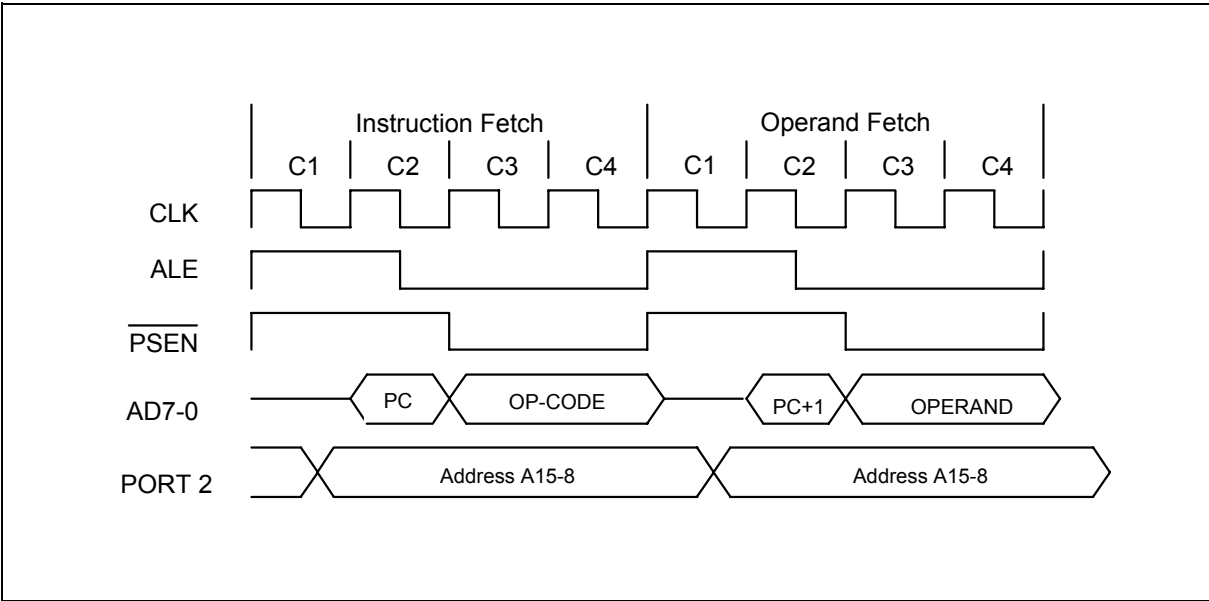 Instruction Fetch Operand Fetch
C1 C2 C3 C4 C1 C2 C3 C4
CLK
ALE
PSEN
AD7-0 PC OP-CODE PC+1 OPERAND
PORT 2 Address A15-8 Address A15-8